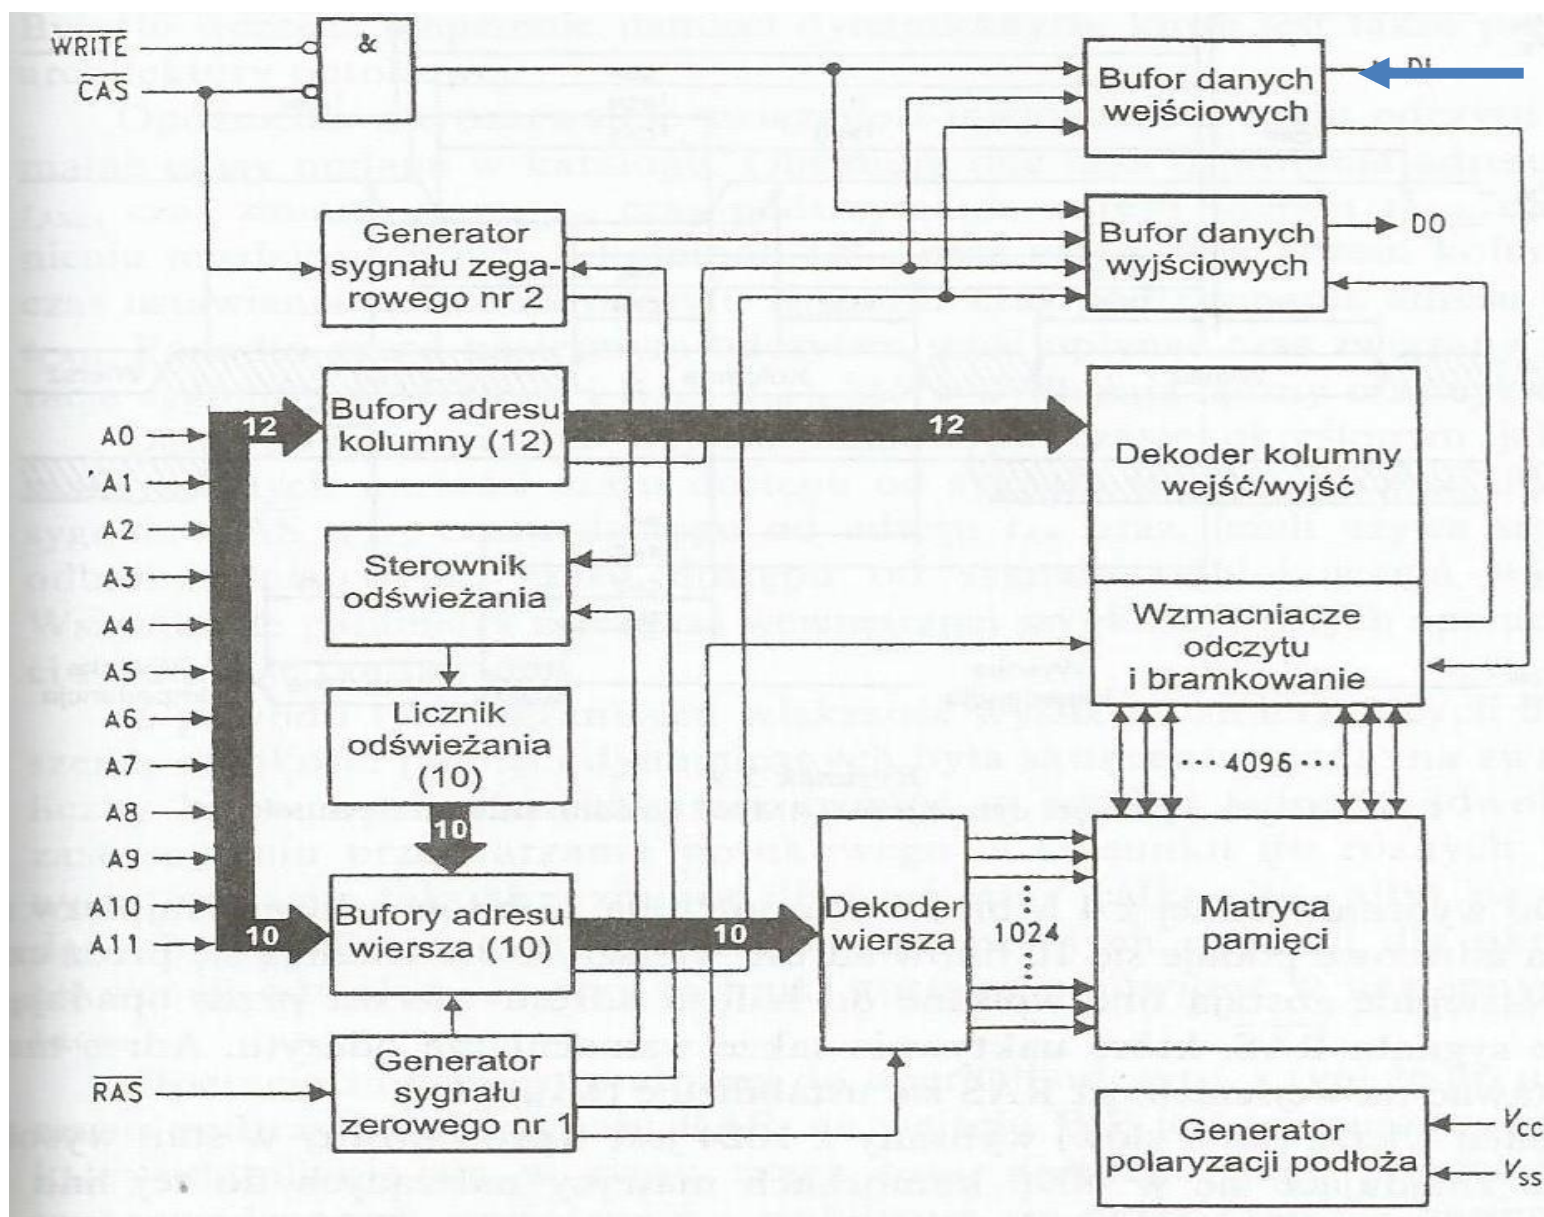 WRITE
&
CAS
Bufor danych
wejściowych
Generator
sygnału zega-
rowego nr 2
Bufor danych
wyjściowych
DO
A0
A1
A2
A3
A4
A5
A6
A7
A8
A9
A10
A11
12
Bufory adresu
kolumny (12)
12
Dekoder kolumny
wejść/wyjść
Sterownik
odświeżania
Wzmacniacze
odczytu
i bramkowanie
Licznik
odświeżania
(10)
10
···4096···
10
Bufory adresu
wiersza (10)
10
Dekoder
wiersza
1024
Matryca
pamięci
RAS
Generator
sygnału
zerowego nr 1
Generator
polaryzacji podłoża
VCC
VSS